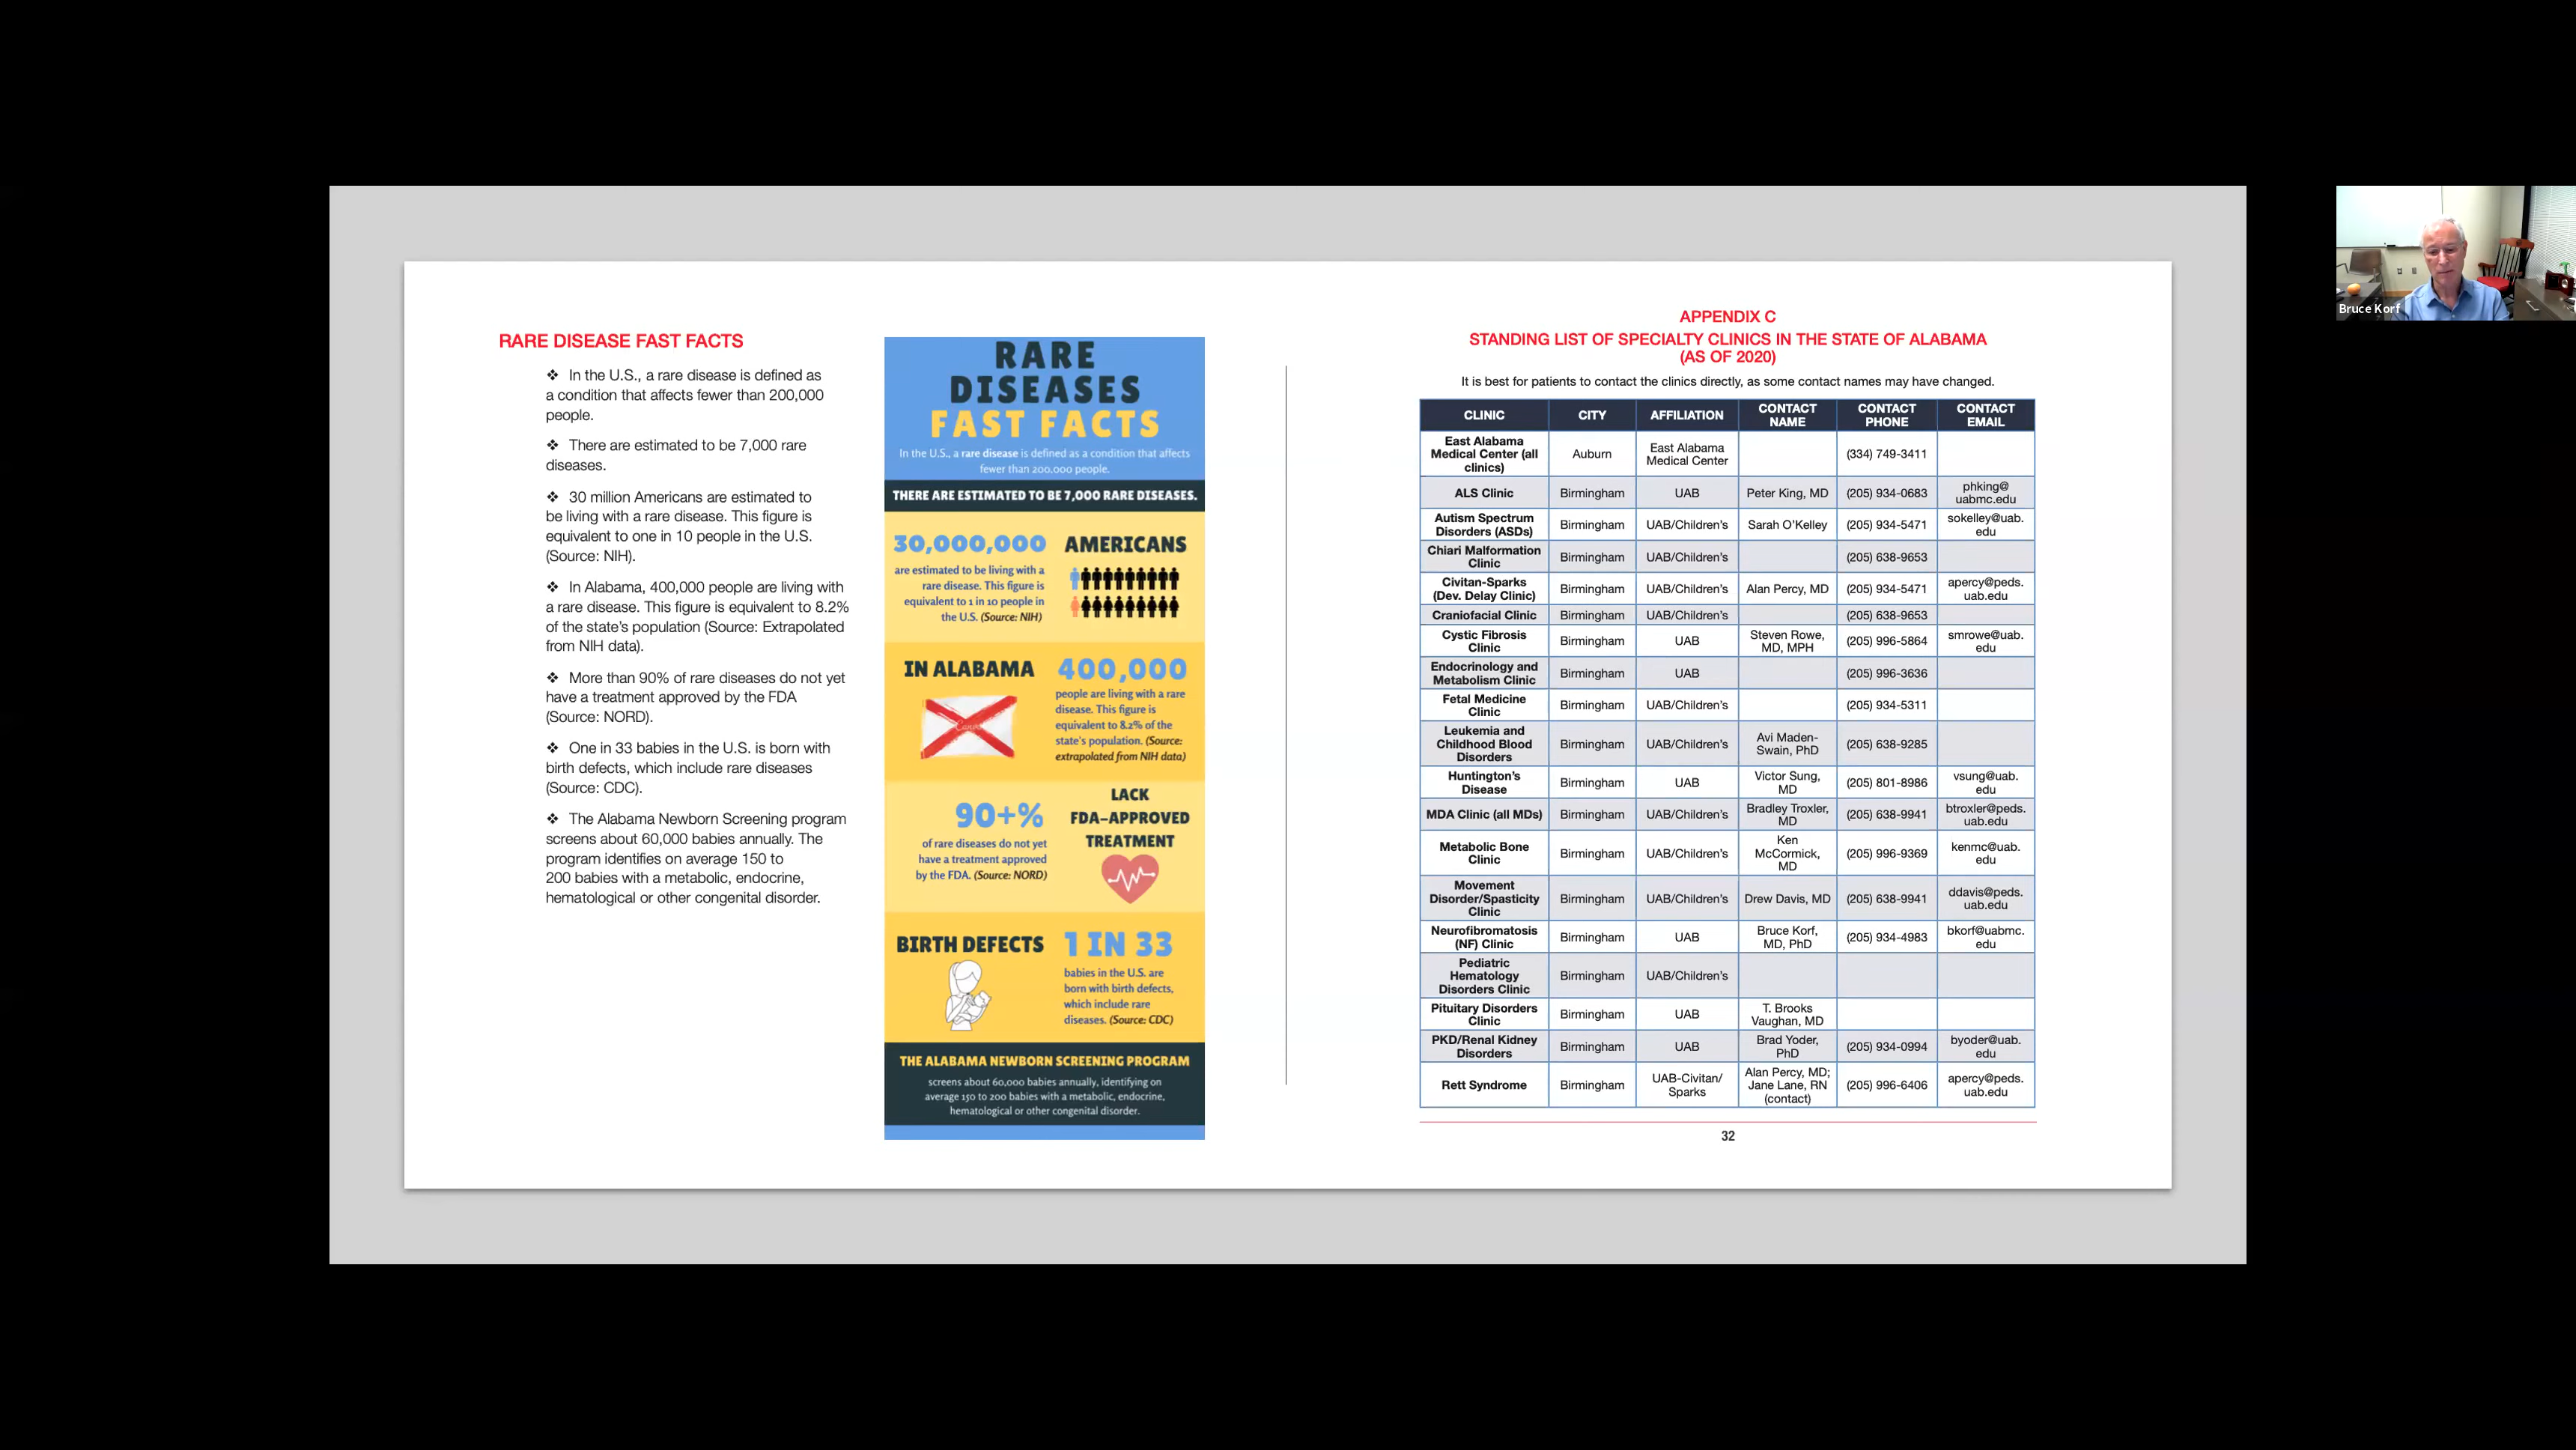 RARE DISEASE FAST FACTS
❖ In the U.S., a rare disease is defined as
a condition that affects fewer than 200,000
people.
❖ There are estimated to be 7,000 rare
diseases.
❖ 30 million Americans are estimated to
be living with a rare disease. This figure is
equivalent to one in 10 people in the U.S.
(Source: NIH).
❖ In Alabama, 400,000 people are living with
a rare disease. This figure is equivalent to 8.2%
of the state's population (Source: Extrapolated
from NIH data).
❖ More than 90% of rare diseases do not yet
have a treatment approved by the FDA
(Source: NORD).
❖ One in 33 babies in the U.S. is born with
birth defects, which include rare diseases
(Source: CDC).
❖ The Alabama Newborn Screening program
screens about 60,000 babies annually. The
program identifies on average 150 to
200 babies with a metabolic, endocrine,
hematological or other congenital disorder.
RARE
DISEASES
FAST FACTS
In the U.S., a rare disease is defined as a condition that affects
fewer than 200,000 people.
THERE ARE ESTIMATED TO BE 7,000 RARE DISEASES.
30,000,000 AMERICANS
are estimated to be living with a
rare disease. This figure is
equivalent to 1 in 10 people in
the U.S. (Source: NIH)
IN ALABAMA 400,000
people are living with a rare
disease. This figure is
equivalent to 8.2% of the
state's population. (Source:
extrapolated from NIH data)
90+%
of rare diseases do not yet
have a treatment approved
by the FDA. (Source: NORD)
LACK
FDA-APPROVED
TREATMENT
BIRTH DEFECTS 1 IN 33
babies in the U.S. are
born with birth defects,
which include rare
diseases. (Source: CDC)
THE ALABAMA NEWBORN SCREENING PROGRAM
screens about 60,000 babies annually, identifying on
average 150 to 200 babies with a metabolic, endocrine,
hematological or other congenital disorder.
APPENDIX C
STANDING LIST OF SPECIALTY CLINICS IN THE STATE OF ALABAMA
(AS OF 2020)
It is best for patients to contact the clinics directly, as some contact names may have changed.
CLINIC CITY AFFILIATION CONTACT NAME CONTACT PHONE CONTACT EMAIL
East Alabama Medical Center (all clinics) Auburn East Alabama Medical Center (334) 749-3411
ALS Clinic Birmingham UAB Peter King, MD (205) 934-0683 phking@uabmc.edu
Autism Spectrum Disorders (ASDs) Birmingham UAB/Children's Sarah O'Kelley (205) 934-5471 sokelley@uab.edu
Chiari Malformation Clinic Birmingham UAB/Children's (205) 638-9653
Civitan-Sparks (Dev. Delay Clinic) Birmingham UAB/Children's Alan Percy, MD (205) 934-5471 apercy@peds.uab.edu
Craniofacial Clinic Birmingham UAB/Children's (205) 638-9653
Cystic Fibrosis Clinic Birmingham UAB Steven Rowe, MD, MPH (205) 996-5864 smrowe@uab.edu
Endocrinology and Metabolism Clinic Birmingham UAB (205) 996-3636
Fetal Medicine Clinic Birmingham UAB/Children's (205) 934-5311
Leukemia and Childhood Blood Disorders Birmingham UAB/Children's Avi Maden-Swain, PhD (205) 638-9285
Huntington's Disease Birmingham UAB Victor Sung, MD (205) 801-8986 vsung@uab.edu
MDA Clinic (all MDs) Birmingham UAB/Children's Bradley Troxler, MD (205) 638-9941 btroxler@peds.uab.edu
Metabolic Bone Clinic Birmingham UAB/Children's Ken McCormick, MD (205) 996-9369 kenmc@uab.edu
Movement Disorder/Spasticity Clinic Birmingham UAB/Children's Drew Davis, MD (205) 638-9941 ddavis@peds.uab.edu
Neurofibromatosis (NF) Clinic Birmingham UAB Bruce Korf, MD, PhD (205) 934-4983 bkorf@uabmc.edu
Pediatric Hematology Disorders Clinic Birmingham UAB/Children's
Pituitary Disorders Clinic Birmingham UAB T. Brooks Vaughan, MD
PKD/Renal Kidney Disorders Birmingham UAB Brad Yoder, PhD (205) 934-0994 byoder@uab.edu
Rett Syndrome Birmingham UAB-Civitan/Sparks Alan Percy, MD; Jane Lane, RN (contact) (205) 996-6406 apercy@peds.uab.edu
32
Bruce Korf